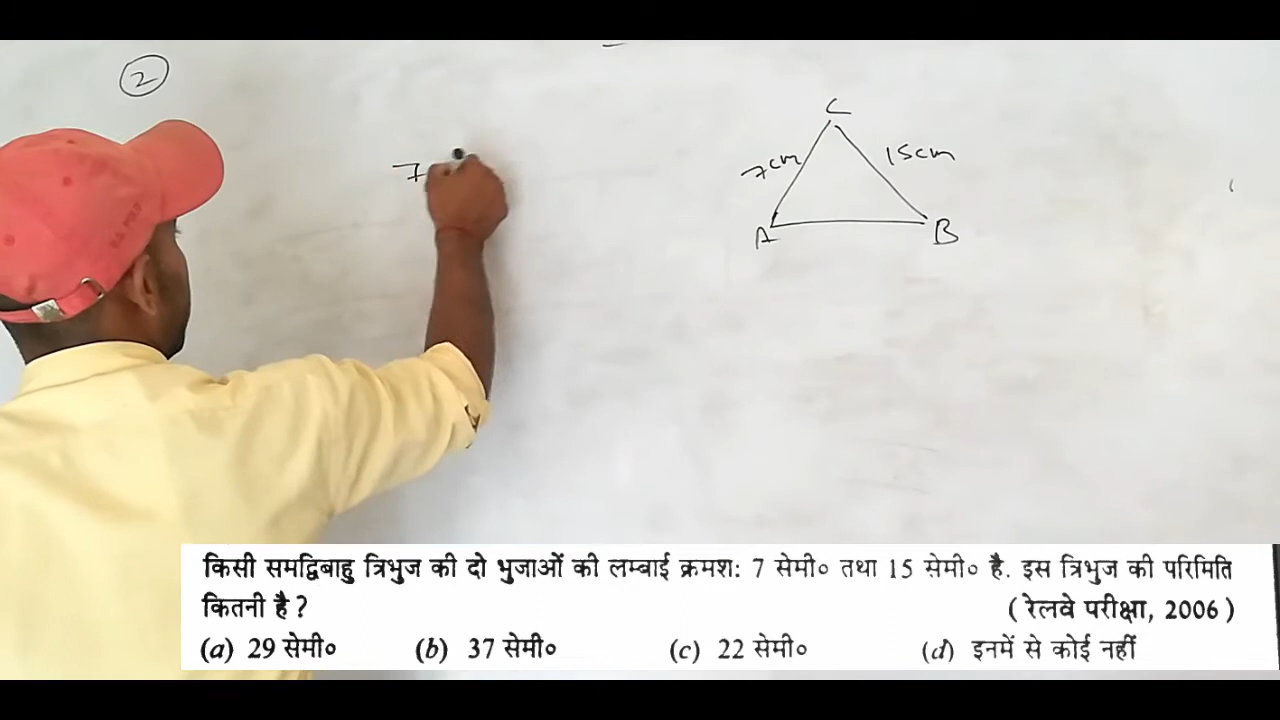 2
7
C
7cm
15cm
A
B
किसी समद्विबाहु त्रिभुज की दो भुजाओं की लम्बाई क्रमश: 7 सेमी० तथा 15 सेमी० है. इस त्रिभुज की परिमिति
कितनी है ? ( रेलवे परीक्षा, 2006 )
(a) 29 सेमी० (b) 37 सेमी० (c) 22 सेमी० (d) इनमें से कोई नहीं